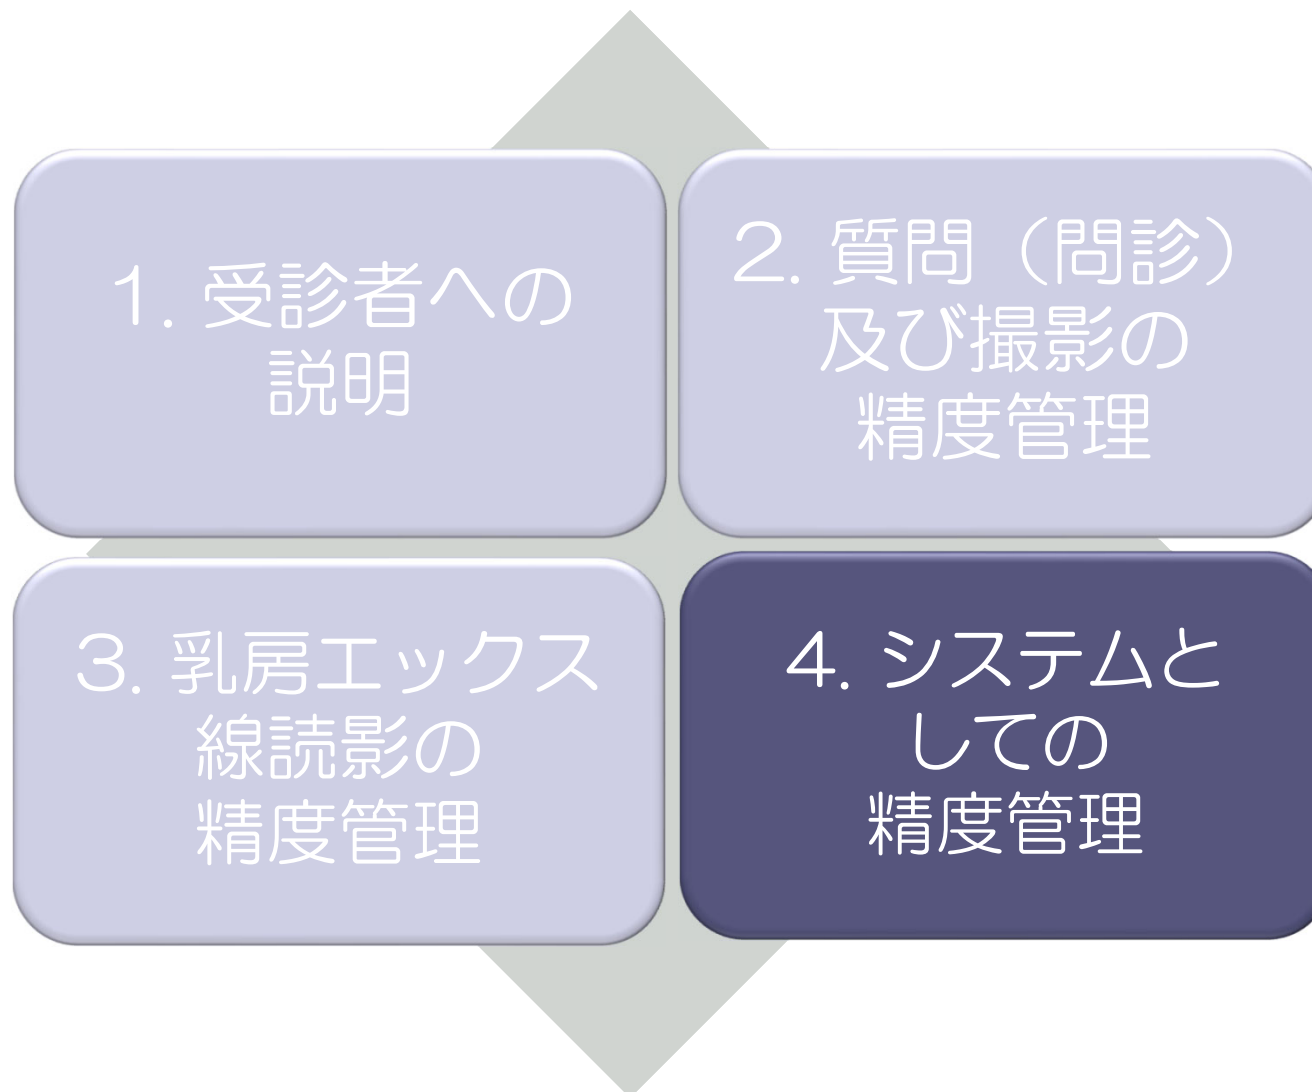 1. 受診者への
説明
2. 質問（問診）
及び撮影の
精度管理
3. 乳房エックス
線読影の
精度管理
4. システムと
しての
精度管理